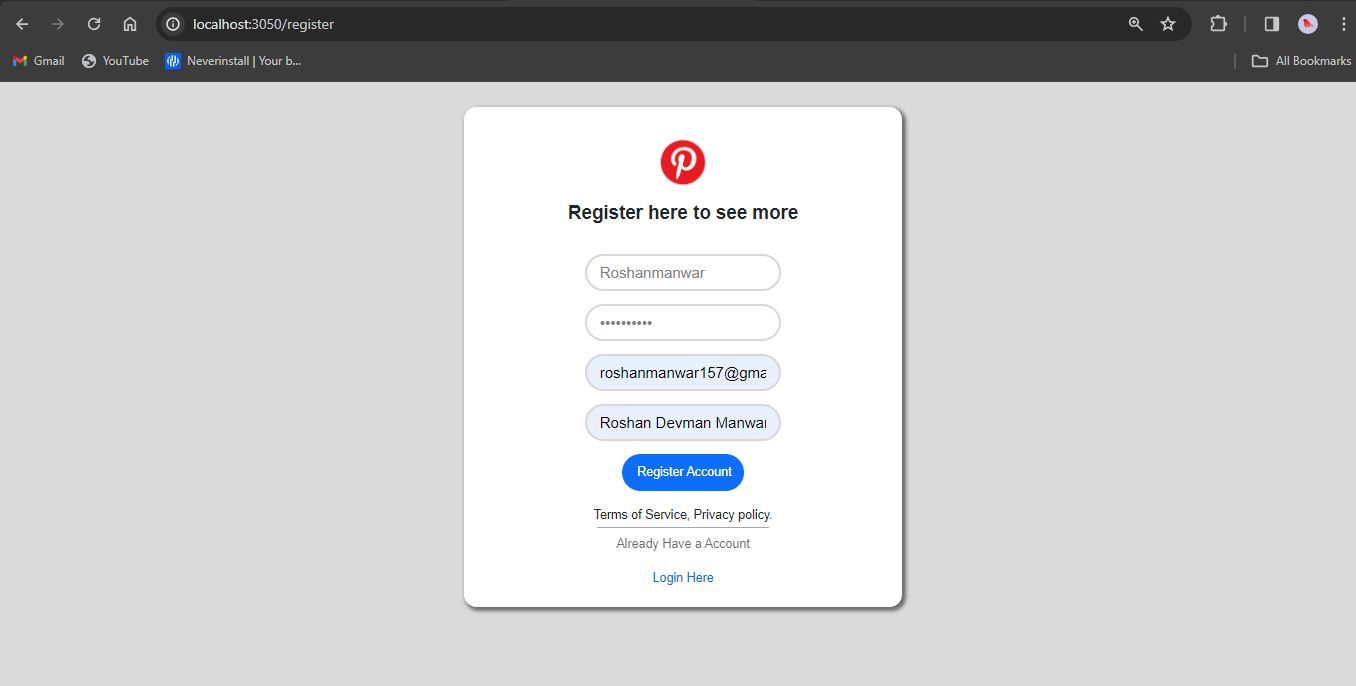 localhost:3050/register
Gmail YouTube Neverinstall | Your b... All Bookmarks
Register here to see more
Roshanmanwar
••••••••••
roshanmanwar157@gma
Roshan Devman Manwar
Register Account
Terms of Service, Privacy policy.
Already Have a Account
Login Here